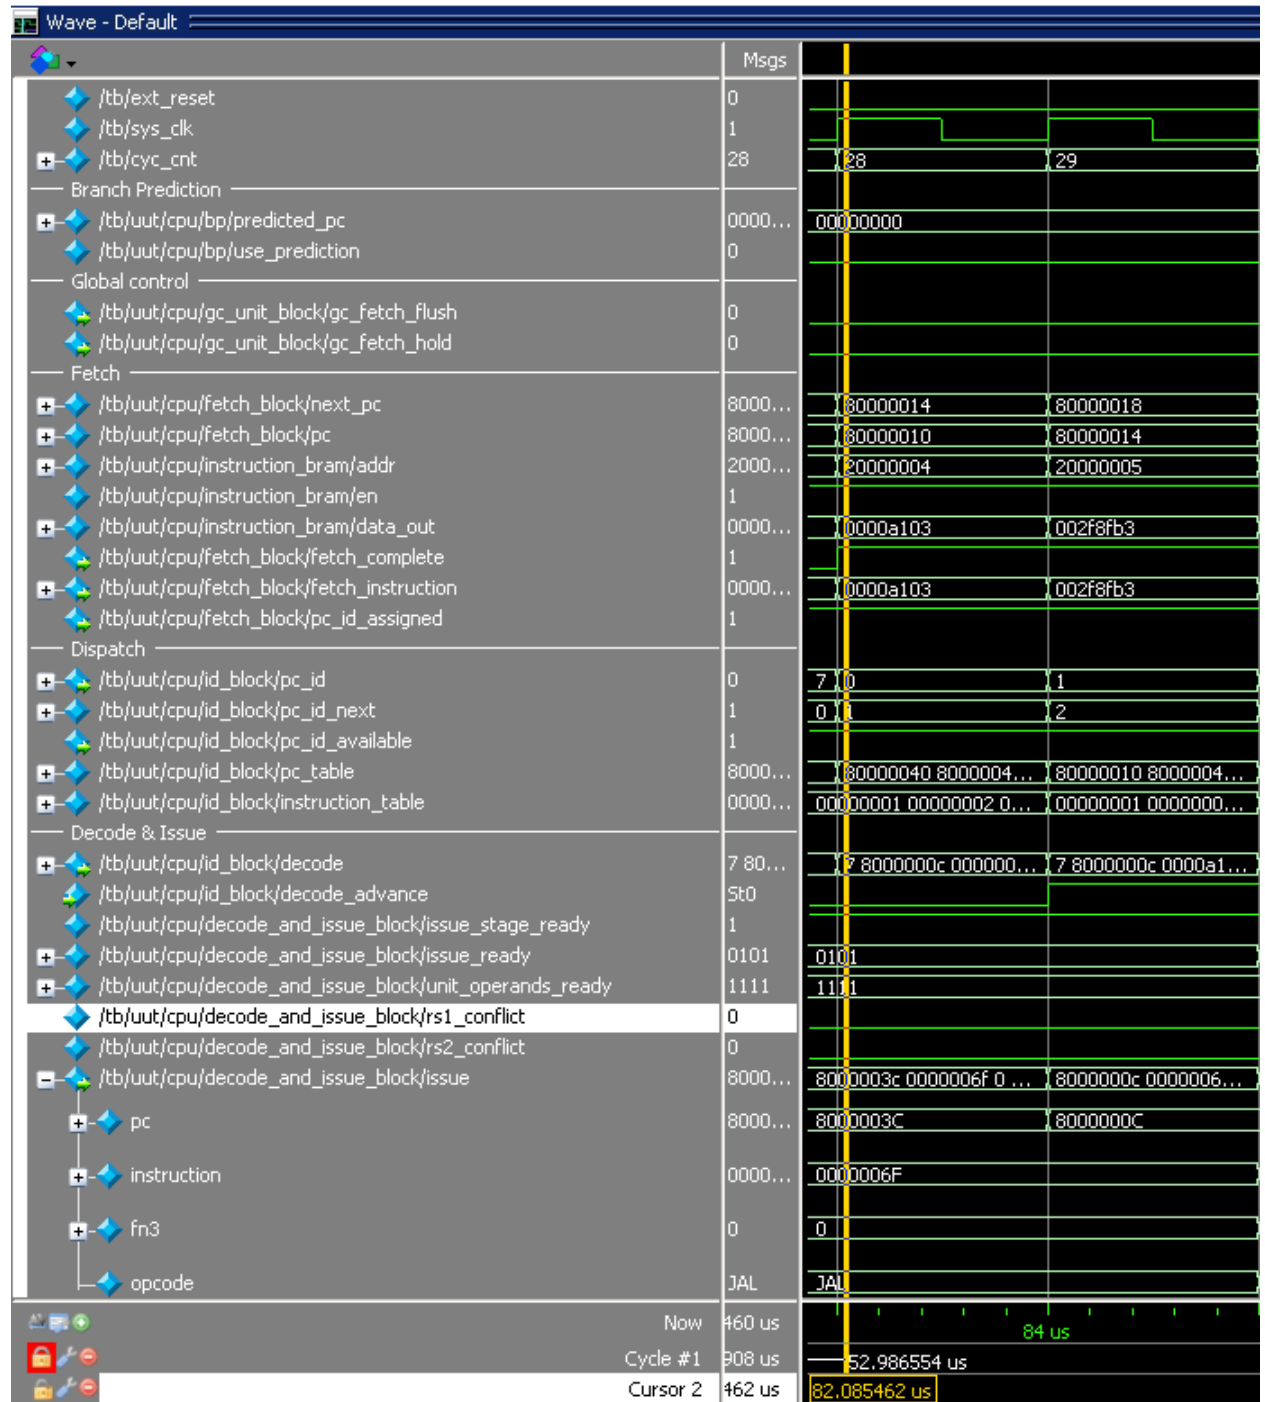 Wave - Default
Msgs
/tb/ext_reset 0
/tb/sys_clk 1
/tb/cyc_cnt 28 28 29
Branch Prediction
/tb/uut/cpu/bp/predicted_pc 0000... 00000000
/tb/uut/cpu/bp/use_prediction 0
Global control
/tb/uut/cpu/gc_unit_block/gc_fetch_flush 0
/tb/uut/cpu/gc_unit_block/gc_fetch_hold 0
Fetch
/tb/uut/cpu/fetch_block/next_pc 8000... 80000014 80000018
/tb/uut/cpu/fetch_block/pc 8000... 80000010 80000014
/tb/uut/cpu/instruction_bram/addr 2000... 20000004 20000005
/tb/uut/cpu/instruction_bram/en 1
/tb/uut/cpu/instruction_bram/data_out 0000... 0000a103 002f8fb3
/tb/uut/cpu/fetch_block/fetch_complete 1
/tb/uut/cpu/fetch_block/fetch_instruction 0000... 0000a103 002f8fb3
/tb/uut/cpu/fetch_block/pc_id_assigned 1
Dispatch
/tb/uut/cpu/id_block/pc_id 0 7 0 1
/tb/uut/cpu/id_block/pc_id_next 1 0 1 2
/tb/uut/cpu/id_block/pc_id_available 1
/tb/uut/cpu/id_block/pc_table 8000... 80000040 8000004... 80000010 8000004...
/tb/uut/cpu/id_block/instruction_table 0000... 00000001 00000002 0... 00000001 0000000...
Decode & Issue
/tb/uut/cpu/id_block/decode 7 80... 7 8000000c 000000... 7 8000000c 0000a1...
/tb/uut/cpu/id_block/decode_advance St0
/tb/uut/cpu/decode_and_issue_block/issue_stage_ready 1
/tb/uut/cpu/decode_and_issue_block/issue_ready 0101 0101
/tb/uut/cpu/decode_and_issue_block/unit_operands_ready 1111 1111
/tb/uut/cpu/decode_and_issue_block/rs1_conflict 0
/tb/uut/cpu/decode_and_issue_block/rs2_conflict 0
/tb/uut/cpu/decode_and_issue_block/issue 8000... 8000003c 0000006f 0 ... 8000000c 0000006...
pc 8000... 8000003C 8000000C
instruction 0000... 0000006F
fn3 0 0
opcode JAL JAL
Now 460 us 84 us
Cycle #1 908 us 52.986554 us
Cursor 2 462 us 82.085462 us